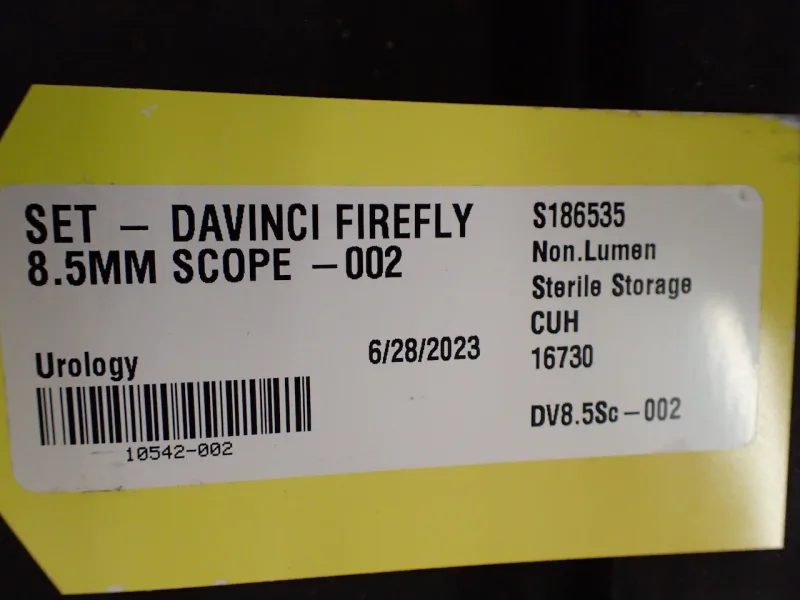 SET – DAVINCI FIREFLY
8.5MM SCOPE –002
Urology
6/28/2023
10542-002
S186535
Non.Lumen
Sterile Storage
CUH
16730
DV8.5Sc–002